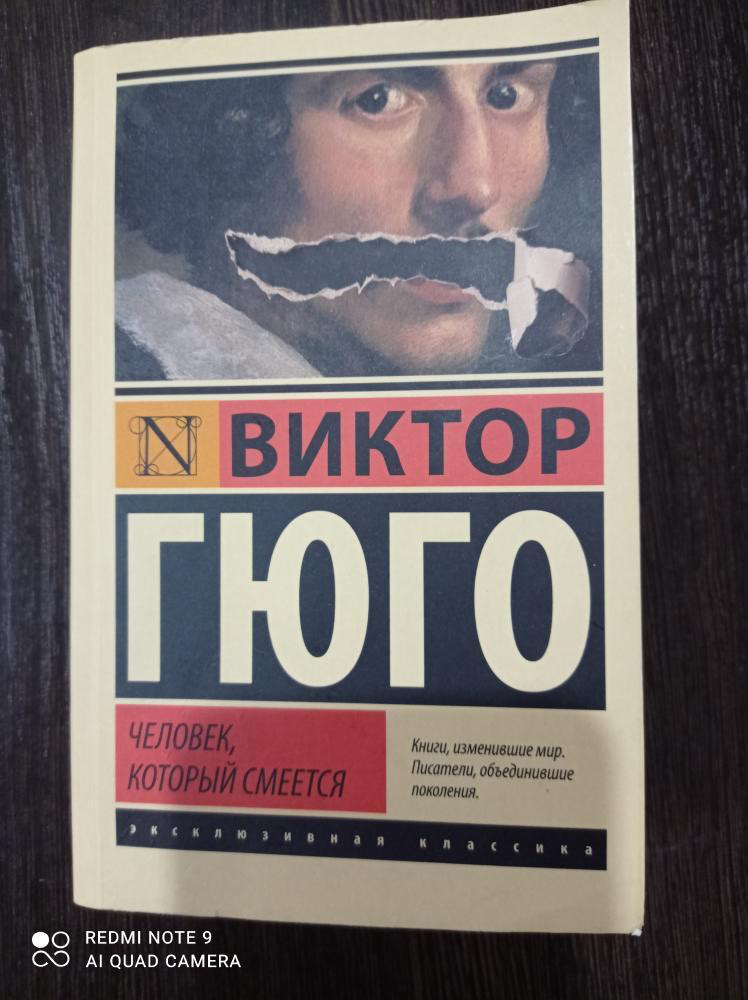 N ВИКТОР
ГЮГО
ЧЕЛОВЕК,
КОТОРЫЙ СМЕЕТСЯ
Книги, изменившие мир.
Писатели, объединившие
поколения.
эксклюзивная классика
REDMI NOTE 9
AI QUAD CAMERA